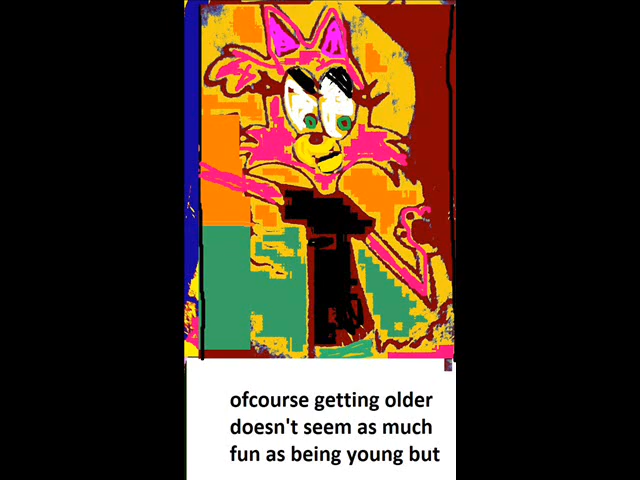 ofcourse getting older
doesn't seem as much
fun as being young but